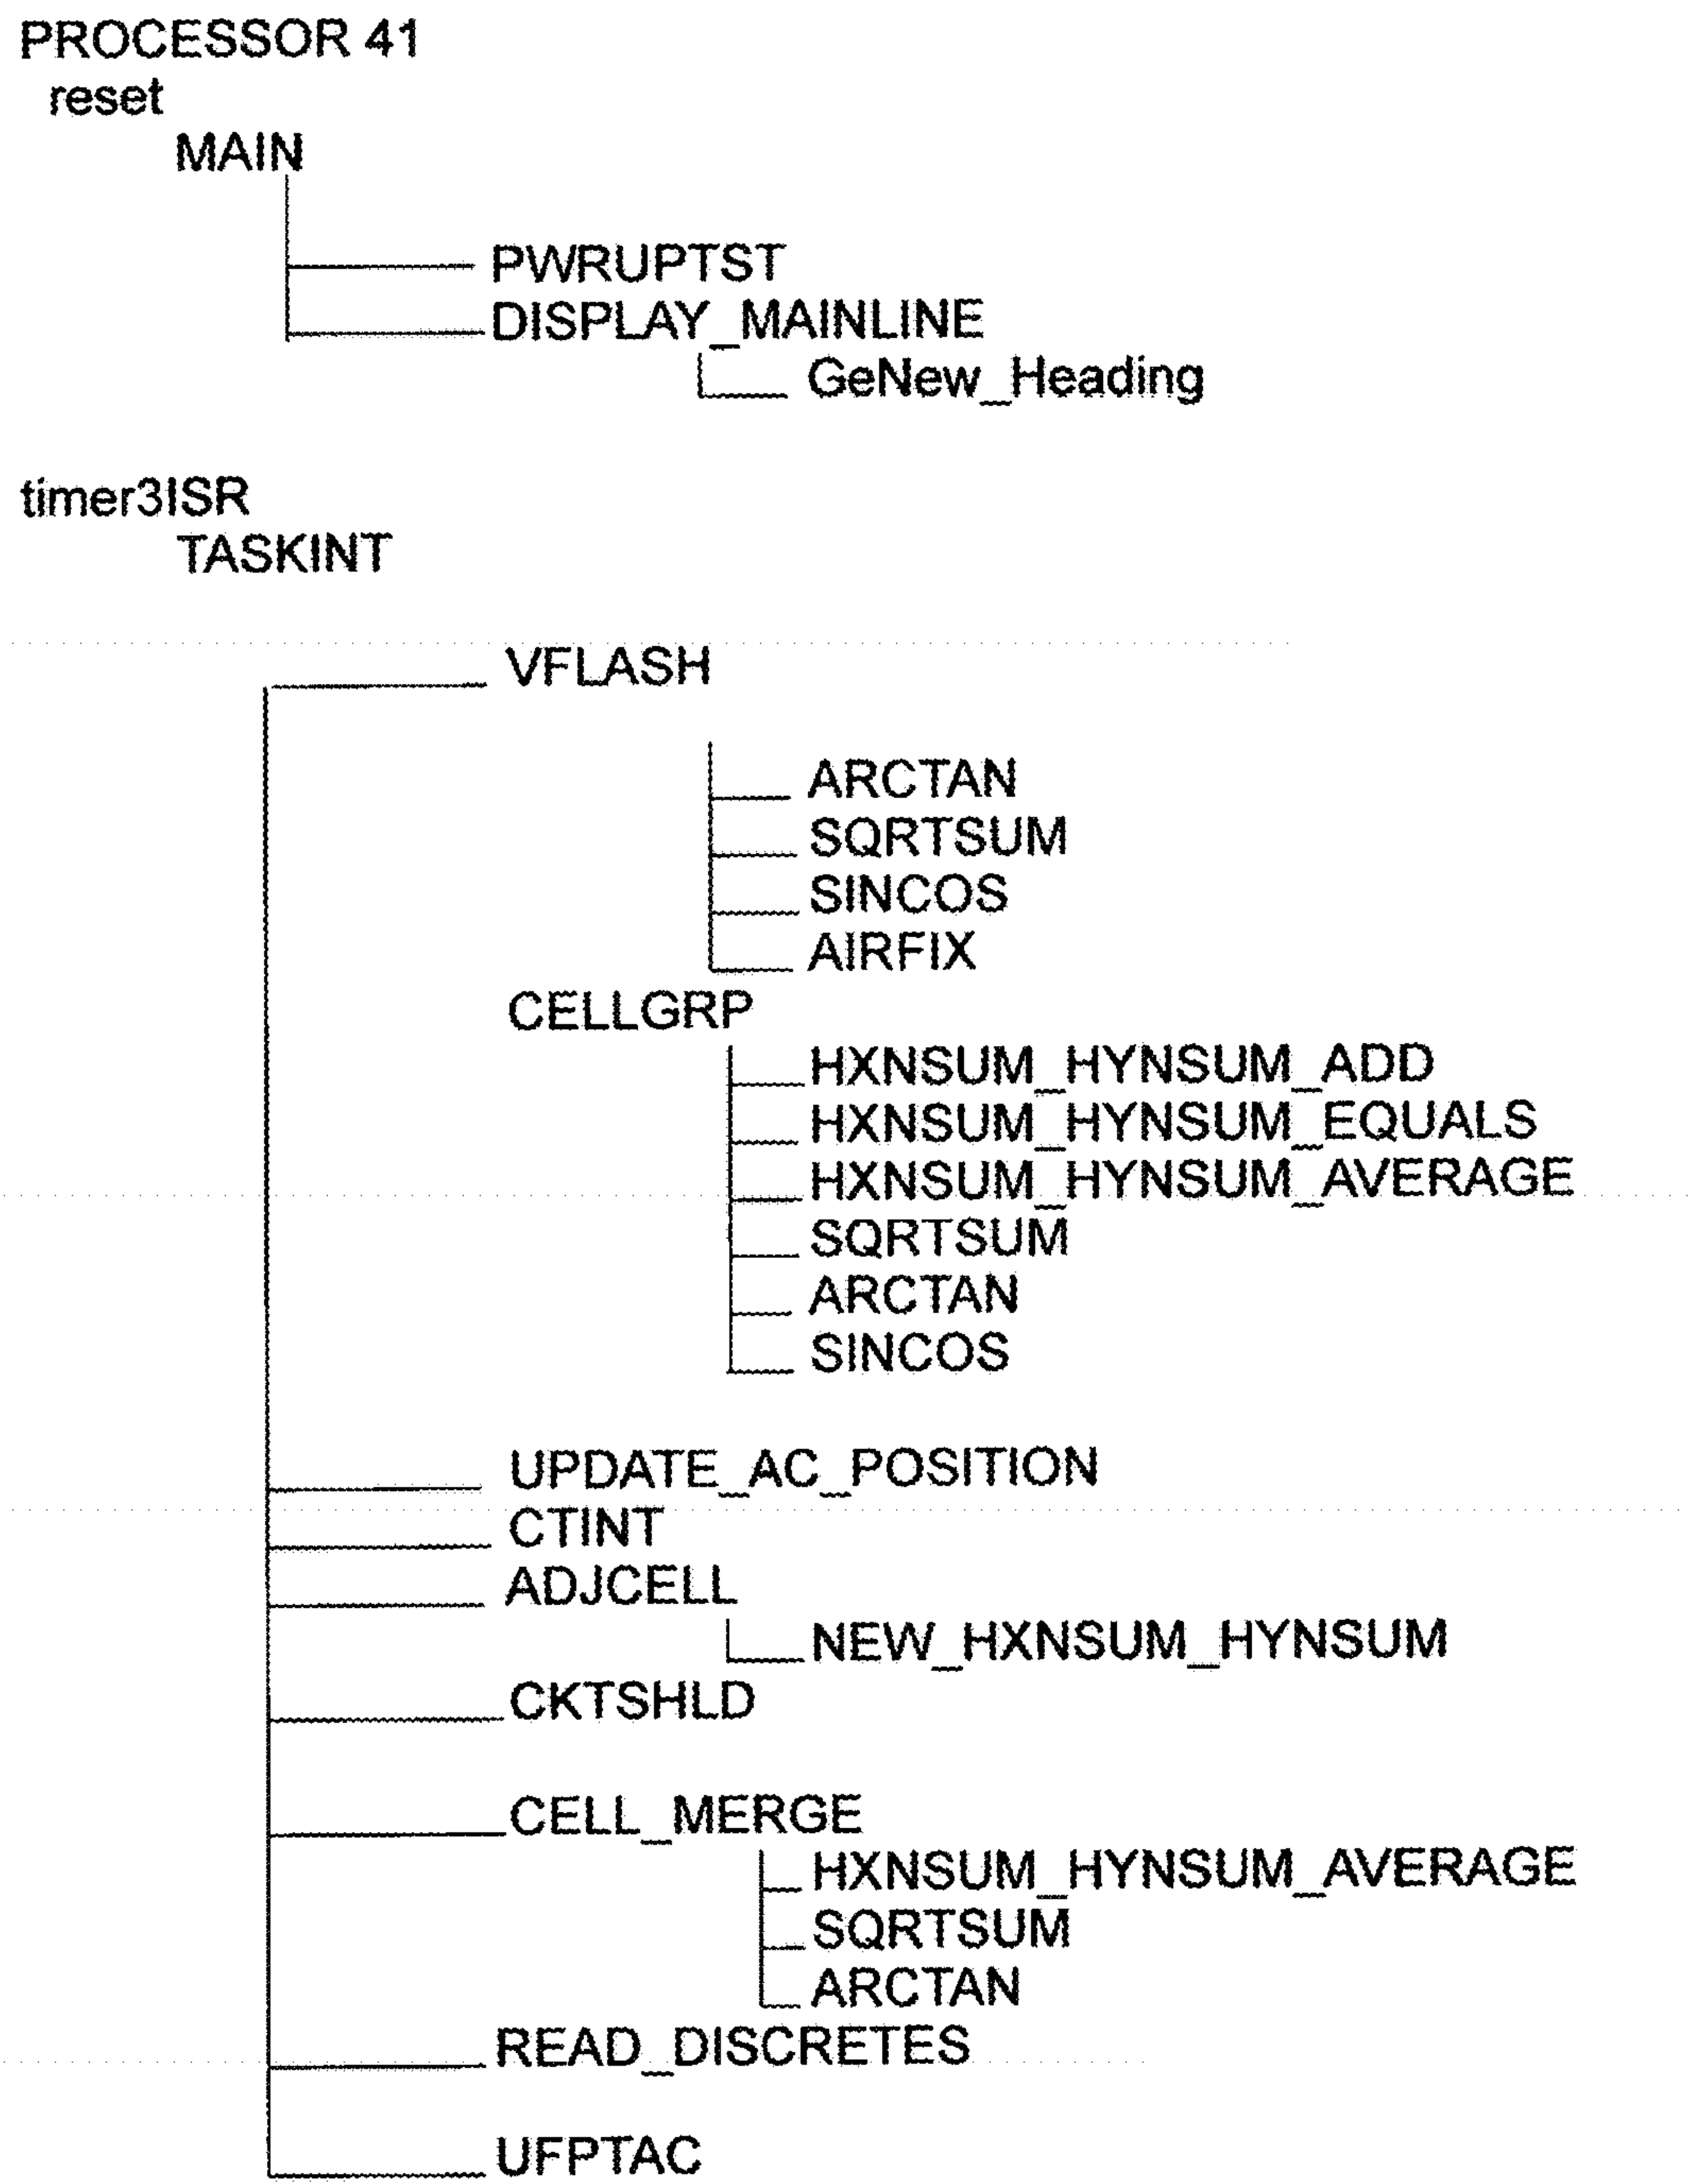 PROCESSOR 41
reset
MAIN
PWRUPTST
DISPLAY_MAINLINE
GeNew_Heading
timer3ISR
TASKINT
VFLASH
ARCTAN
SQRTSUM
SINCOS
AIRFIX
CELLGRP
HXNSUM_HYNSUM_ADD
HXNSUM_HYNSUM_EQUALS
HXNSUM_HYNSUM_AVERAGE
SQRTSUM
ARCTAN
SINCOS
UPDATE_AC_POSITION
CTINT
ADJCELL
NEW_HXNSUM_HYNSUM
CKTSHLD
CELL_MERGE
HXNSUM_HYNSUM_AVERAGE
SQRTSUM
ARCTAN
READ_DISCRETES
UFPTAC